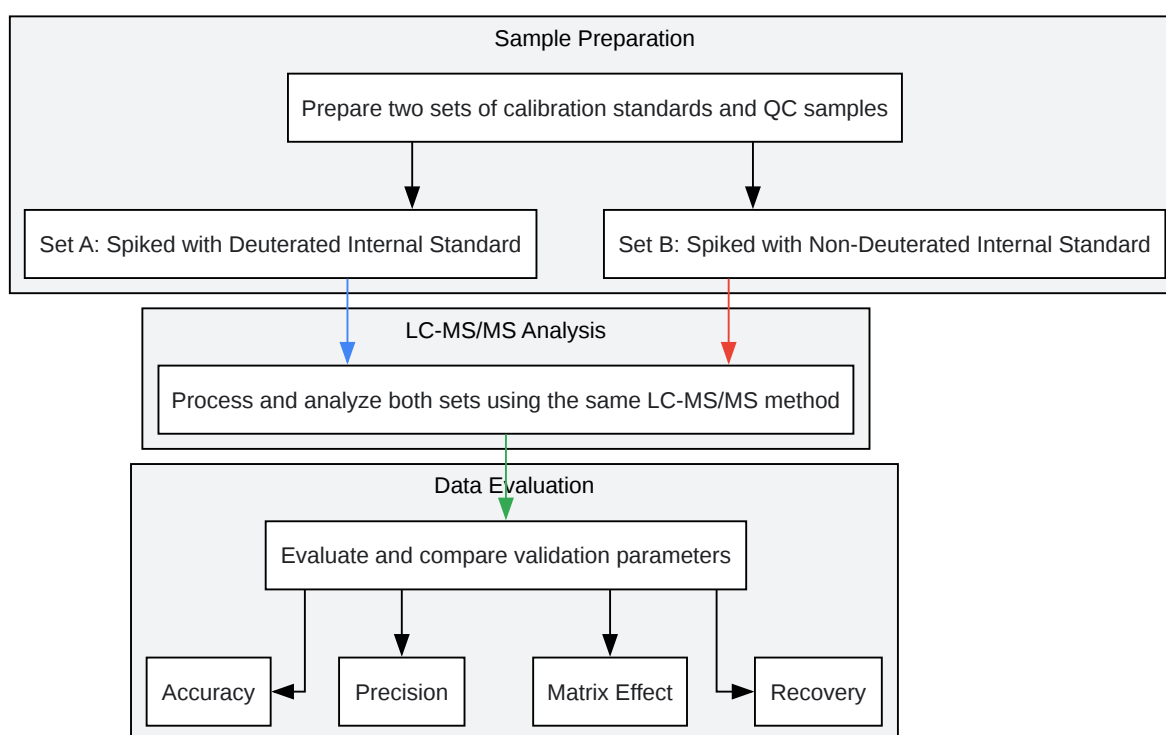 Sample Preparation
Prepare two sets of calibration standards and QC samples
Set A: Spiked with Deuterated Internal Standard
Set B: Spiked with Non-Deuterated Internal Standard
LC-MS/MS Analysis
Process and analyze both sets using the same LC-MS/MS method
Data Evaluation
Evaluate and compare validation parameters
Accuracy
Precision
Matrix Effect
Recovery